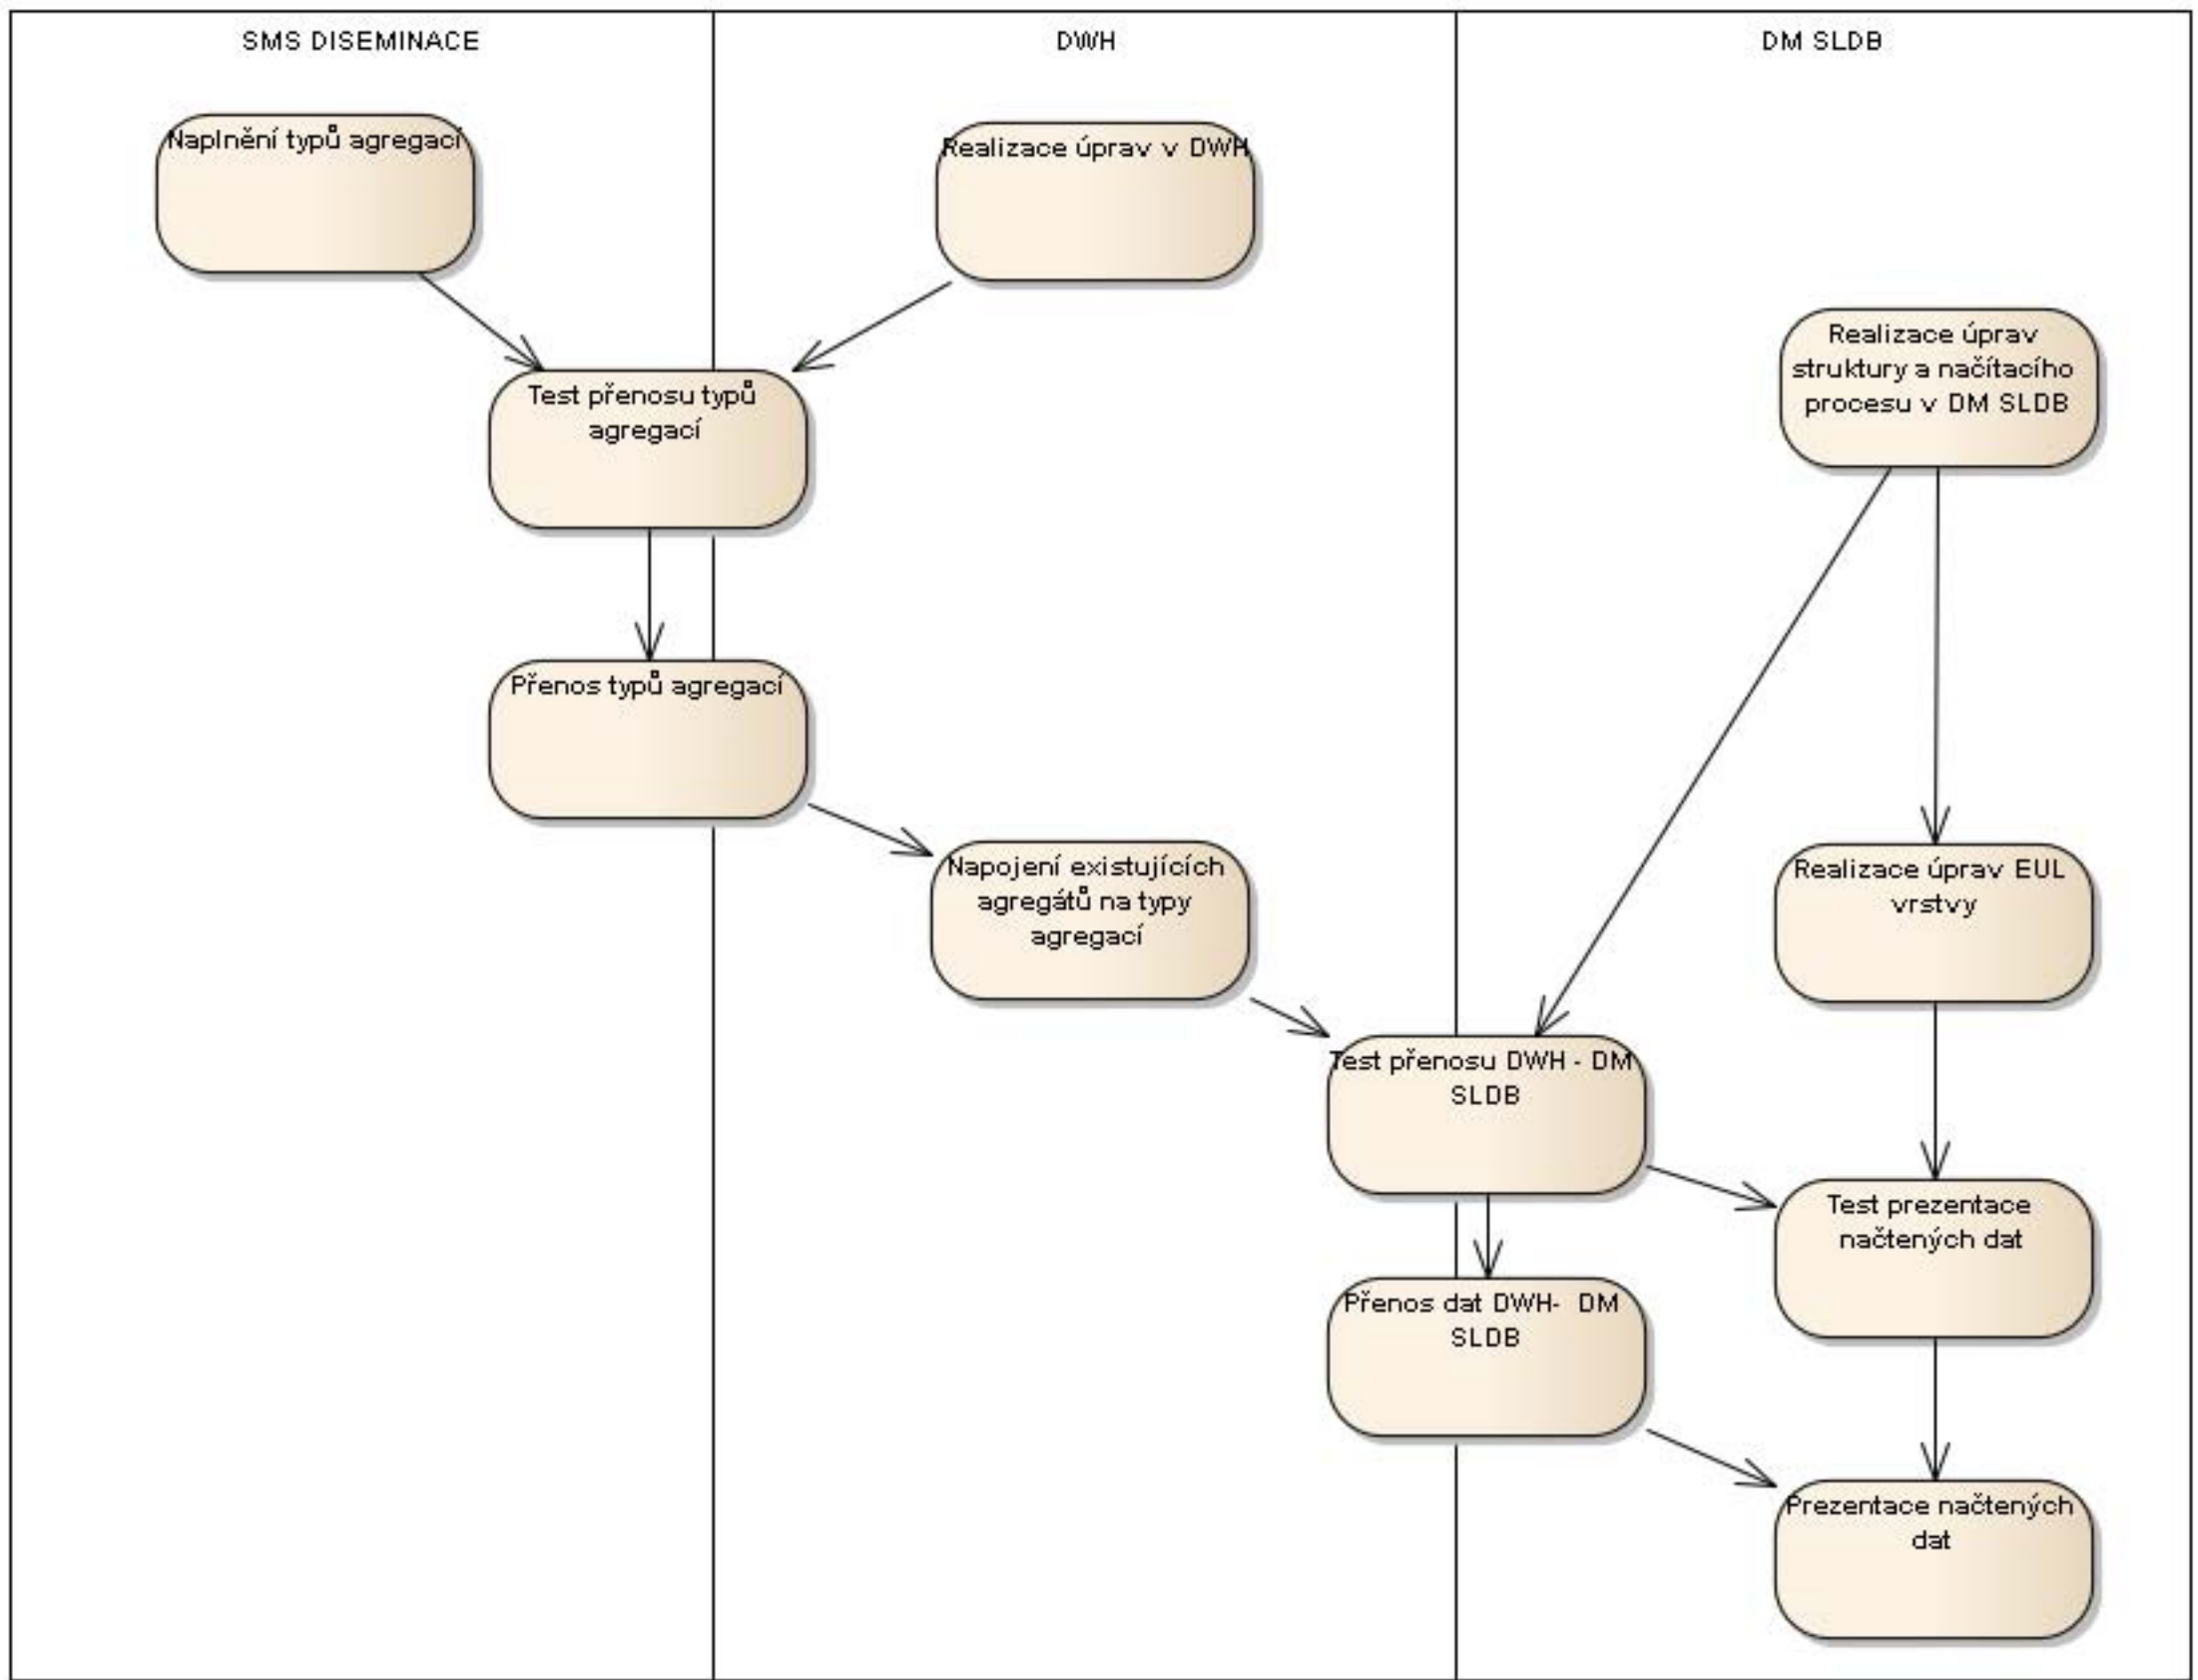 SMS DISEMINACE
DWH
DM SLDB
Naplnění typů agregací
Realizace úprav v DWH
Realizace úprav
struktury a načítacího
procesu v DM SLDB
Test přenosu typů
agregací
Přenos typů agregací
Napojení existujících
agregátů na typy
agregací
Realizace úprav EUL
vrstvy
Test přenosu DWH - DM
SLDB
Test prezentace
načtených dat
Přenos dat DWH-  DM
SLDB
Prezentace načtených
dat